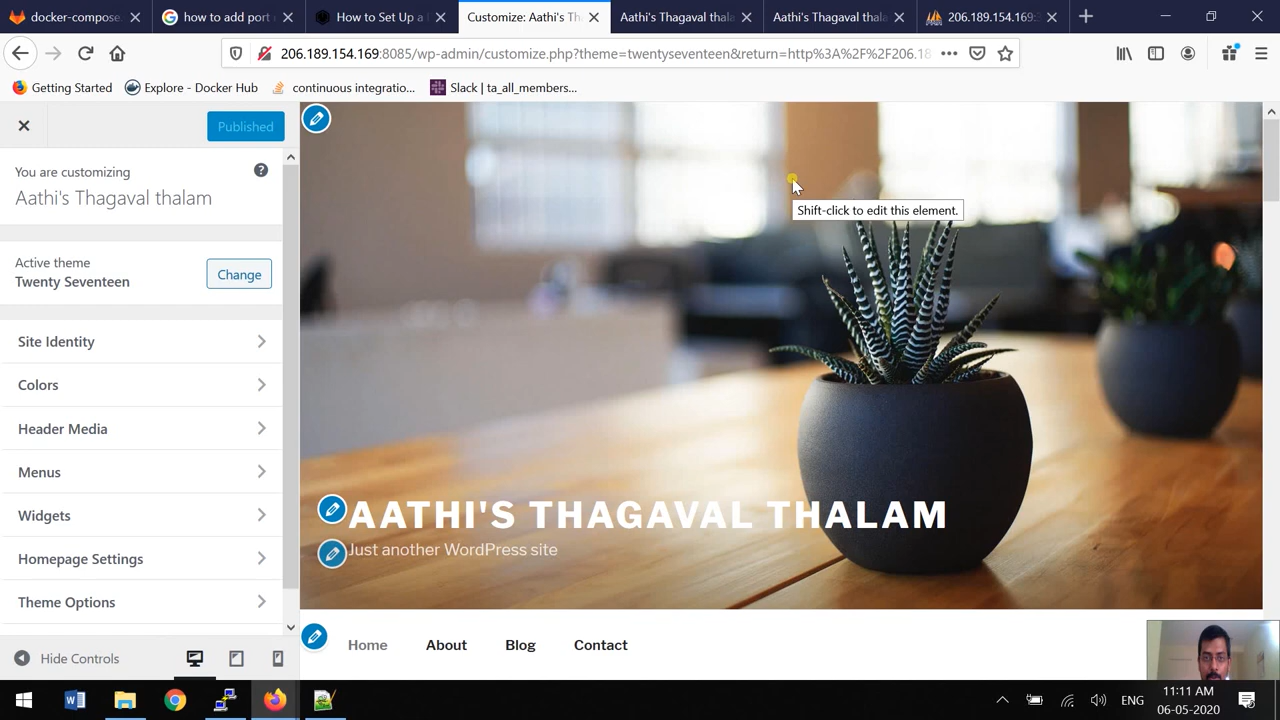 docker-compose.
how to add port
How to Set Up a
Customize: Aathi's Th
Aathi's Thagaval thalam
Aathi's Thagaval thala
206.189.154.169:
206.189.154.169:8085/wp-admin/customize.php?theme=twentyseventeen&return=http%3A%2F%2F206.18
Getting Started
Explore - Docker Hub
continuous integratio...
Slack | ta_all_members...
Published
You are customizing
Aathi's Thagaval thalam
Active theme
Twenty Seventeen
Change
Site Identity
Colors
Header Media
Menus
Widgets
Homepage Settings
Theme Options
Hide Controls
Shift-click to edit this element.
AATHI'S THAGAVAL THALAM
Just another WordPress site
Home
About
Blog
Contact
ENG
11:11 AM
06-05-2020